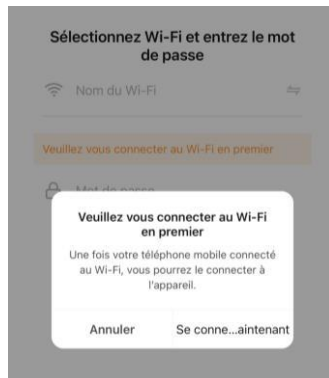 Sélectionnez Wi-Fi et entrez le mot
de passe
Nom du Wi-Fi
Veuillez vous connecter au Wi-Fi en premier
Mot de passe
Veuillez vous connecter au Wi-Fi
en premier
Une fois votre téléphone mobile connecté
au Wi-Fi, vous pourrez le connecter à
l'appareil.
Annuler
Se conne...aintenant